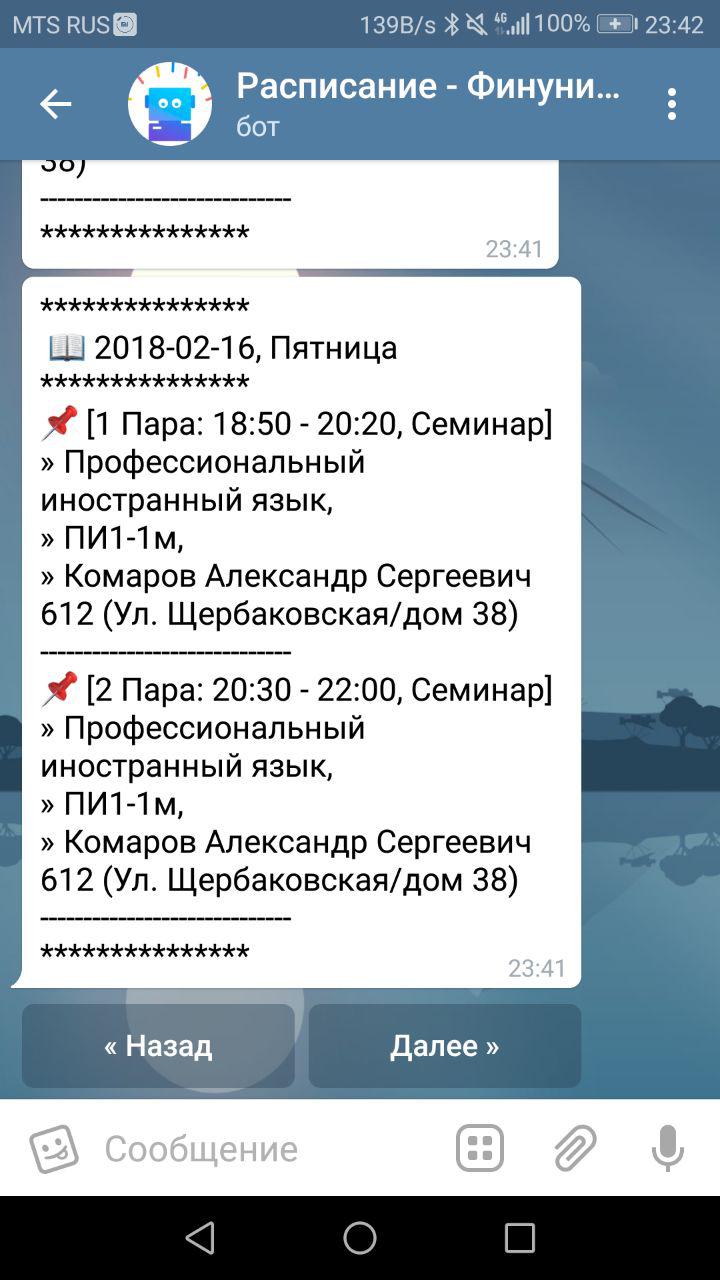 MTS RUS 139B/s 4G 100% 23:42
Расписание - Финуни...
бот
38)
-----------------------------
***************
23:41
***************
📖 2018-02-16, Пятница
***************
📌 [1 Пара: 18:50 - 20:20, Семинар]
» Профессиональный
иностранный язык,
» ПИ1-1м,
» Комаров Александр Сергеевич
612 (Ул. Щербаковская/дом 38)
-----------------------------
📌 [2 Пара: 20:30 - 22:00, Семинар]
» Профессиональный
иностранный язык,
» ПИ1-1м,
» Комаров Александр Сергеевич
612 (Ул. Щербаковская/дом 38)
-----------------------------
***************
23:41
« Назад
Далее »
Сообщение